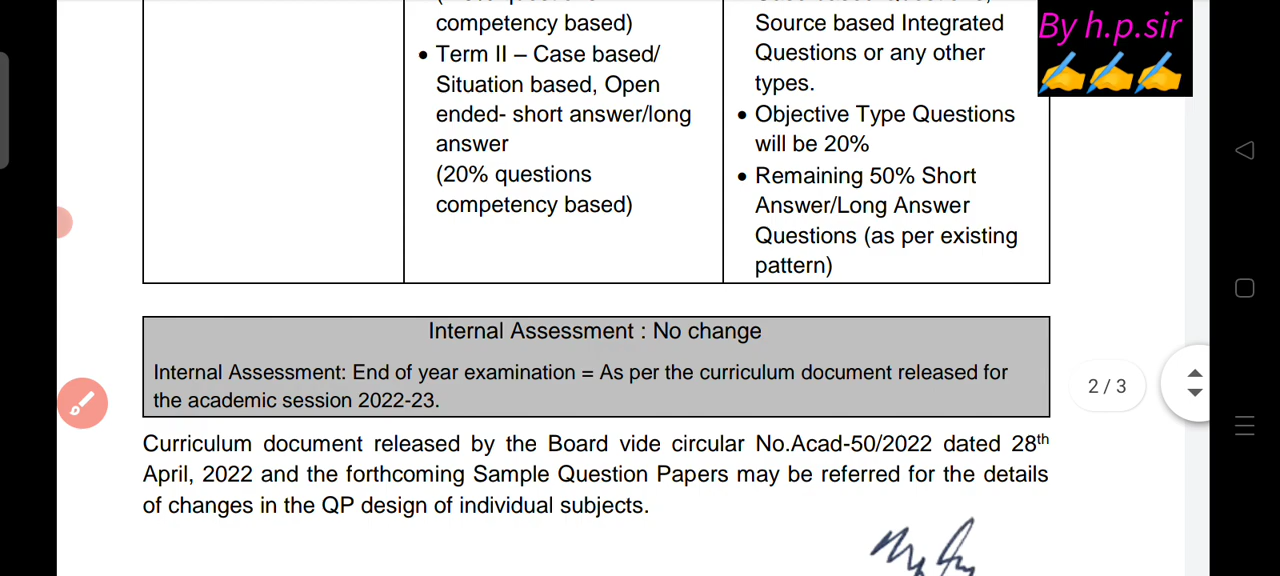 competency based)
• Term II – Case based/
Situation based, Open
ended- short answer/long
answer
(20% questions
competency based)
Source based Integrated
Questions or any other
types.
• Objective Type Questions
will be 20%
• Remaining 50% Short
Answer/Long Answer
Questions (as per existing
pattern)
By h.p.sir
✍✍✍
Internal Assessment : No change
Internal Assessment: End of year examination = As per the curriculum document released for
the academic session 2022-23.
2 / 3
Curriculum document released by the Board vide circular No.Acad-50/2022 dated 28th
April, 2022 and the forthcoming Sample Question Papers may be referred for the details
of changes in the QP design of individual subjects.